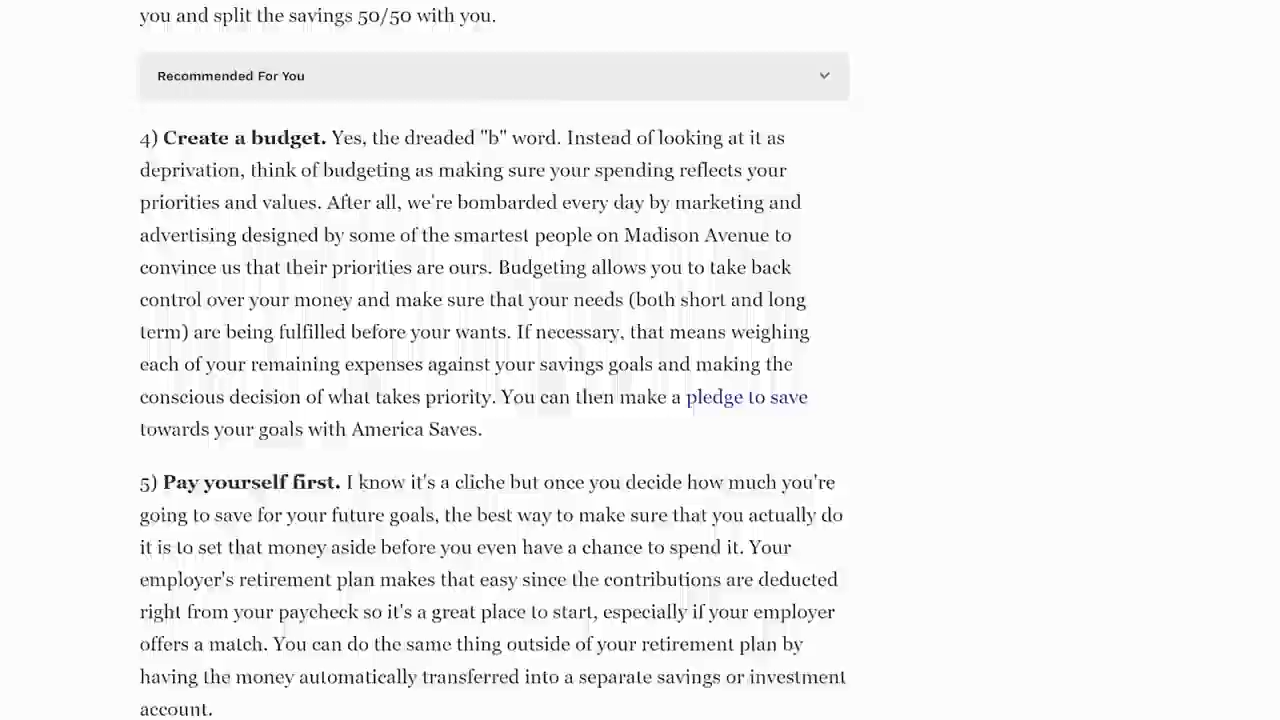 you and split the savings 50/50 with you.
Recommended For You
4) Create a budget. Yes, the dreaded "b" word. Instead of looking at it as
deprivation, think of budgeting as making sure your spending reflects your
priorities and values. After all, we're bombarded every day by marketing and
advertising designed by some of the smartest people on Madison Avenue to
convince us that their priorities are ours. Budgeting allows you to take back
control over your money and make sure that your needs (both short and long
term) are being fulfilled before your wants. If necessary, that means weighing
each of your remaining expenses against your savings goals and making the
conscious decision of what takes priority. You can then make a pledge to save
towards your goals with America Saves.
5) Pay yourself first. I know it's a cliche but once you decide how much you're
going to save for your future goals, the best way to make sure that you actually do
it is to set that money aside before you even have a chance to spend it. Your
employer's retirement plan makes that easy since the contributions are deducted
right from your paycheck so it's a great place to start, especially if your employer
offers a match. You can do the same thing outside of your retirement plan by
having the money automatically transferred into a separate savings or investment
account.